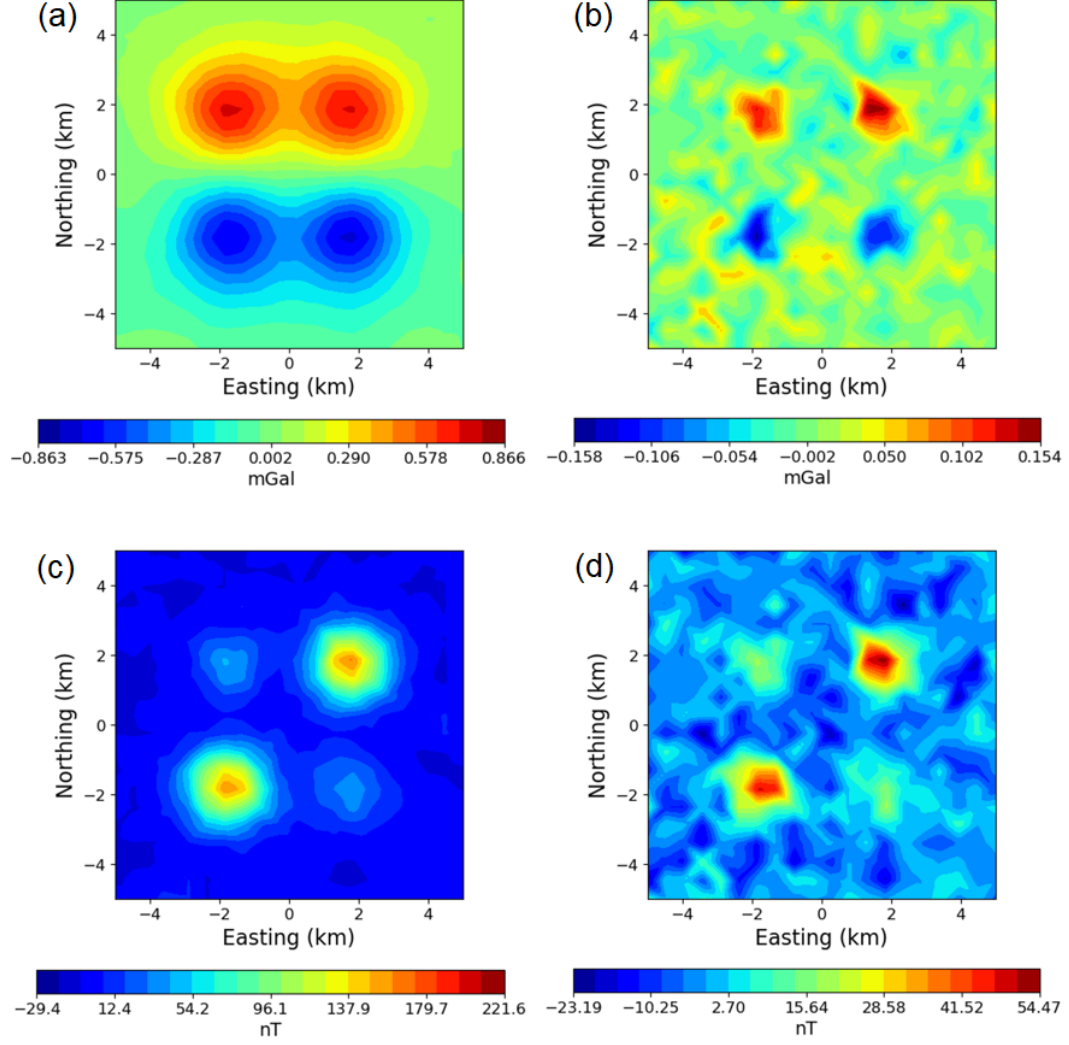 (a)
(b)
4
2
0
−2
−4
Northing (km)
−4 −2 0 2 4
Easting (km)
4
2
0
−2
−4
Northing (km)
−4 −2 0 2 4
Easting (km)
−0.863 −0.575 −0.287 0.002 0.290 0.578 0.866
mGal
−0.158 −0.106 −0.054 −0.002 0.050 0.102 0.154
mGal
(c)
(d)
4
2
0
−2
−4
Northing (km)
−4 −2 0 2 4
Easting (km)
4
2
0
−2
−4
Northing (km)
−4 −2 0 2 4
Easting (km)
−29.4 12.4 54.2 96.1 137.9 179.7 221.6
nT
−23.19 −10.25 2.70 15.64 28.58 41.52 54.47
nT